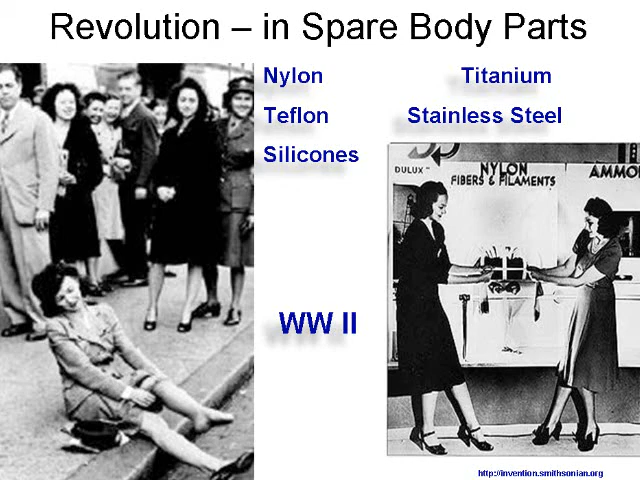 Revolution – in Spare Body Parts
Nylon
Titanium
Teflon
Stainless Steel
Silicones
DULUX
NYLON
FIBERS & FILAMENTS
AMMO
WW II
http://invention.smithsonian.org